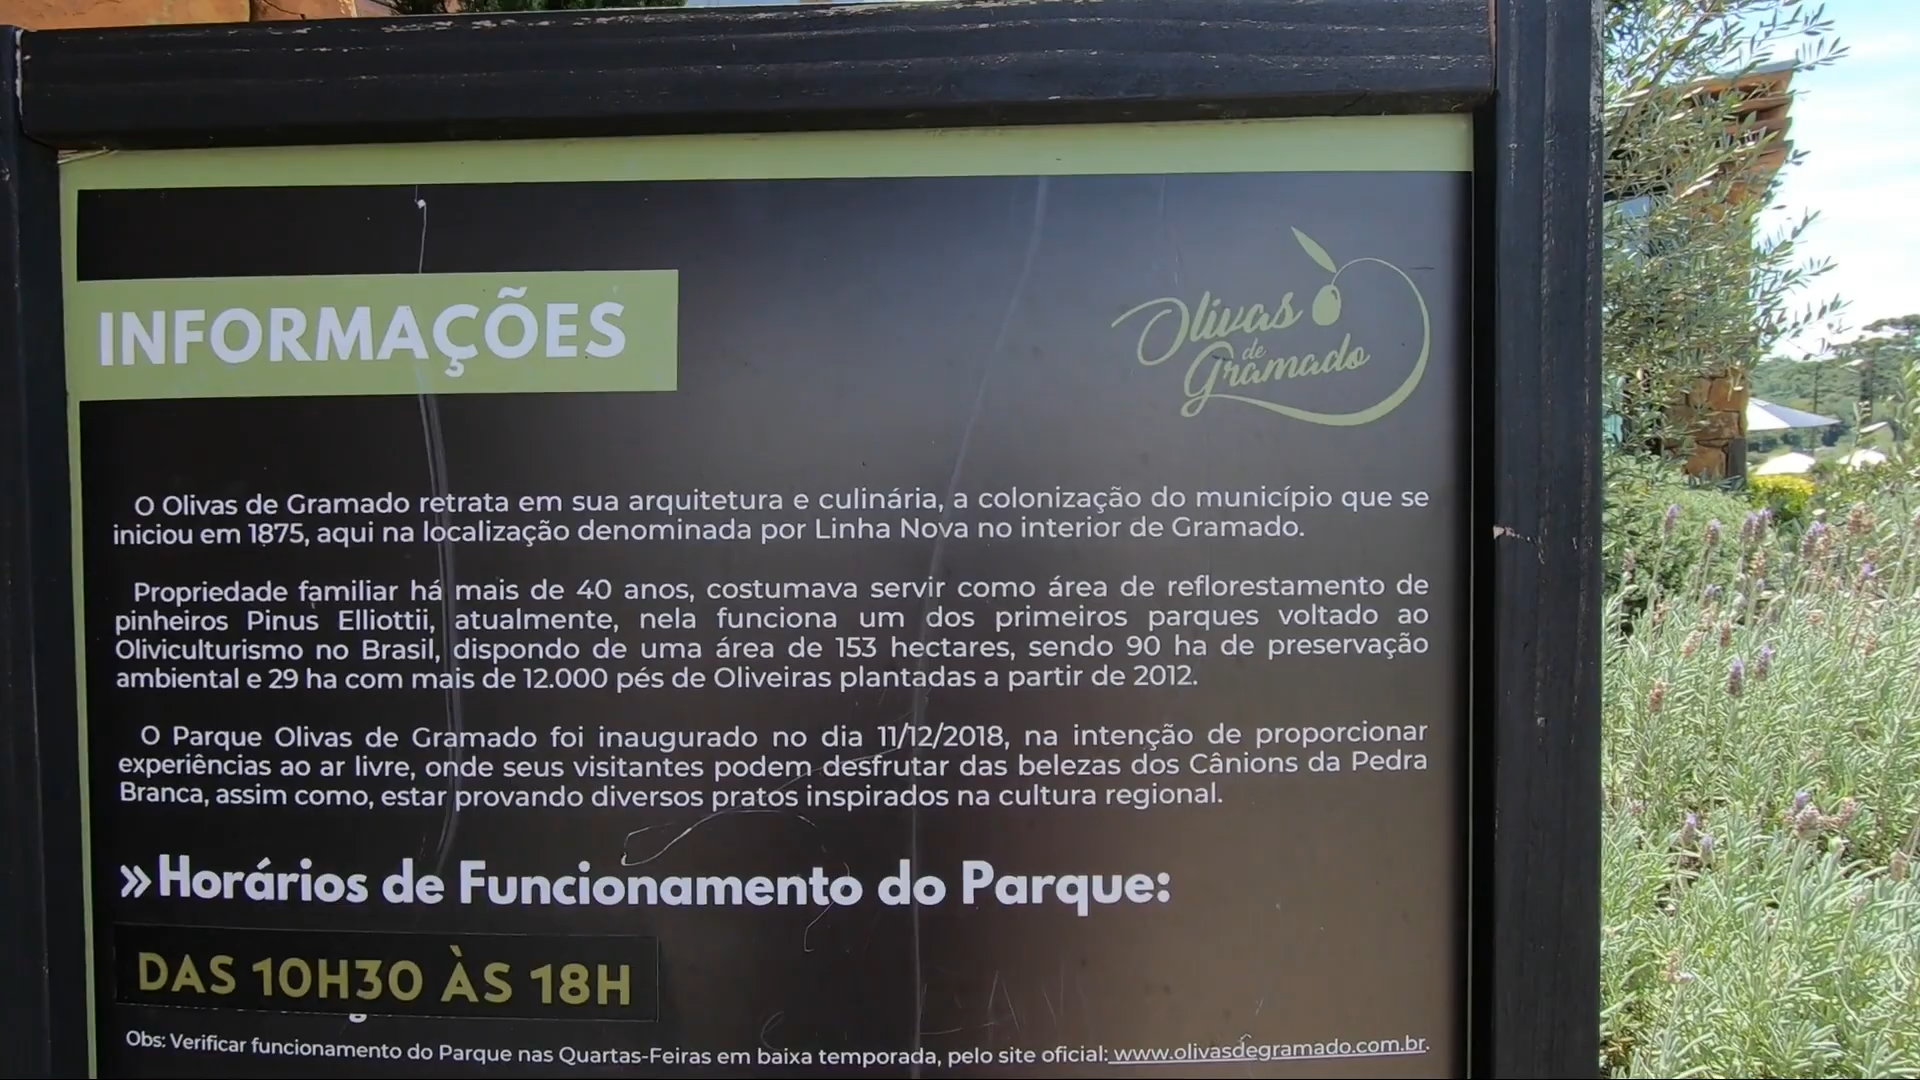 INFORMAÇÕES
Olivas
de
Gramado
O Olivas de Gramado retrata em sua arquitetura e culinária, a colonização do município que se
iniciou em 1875, aqui na localização denominada por Linha Nova no interior de Gramado.
Propriedade familiar há mais de 40 anos, costumava servir como área de reflorestamento de
pinheiros Pinus Elliottii, atualmente, nela funciona um dos primeiros parques voltado ao
Oliviculturismo no Brasil, dispondo de uma área de 153 hectares, sendo 90 ha de preservação
ambiental e 29 ha com mais de 12.000 pés de Oliveiras plantadas a partir de 2012.
O Parque Olivas de Gramado foi inaugurado no dia 11/12/2018, na intenção de proporcionar
experiências ao ar livre, onde seus visitantes podem desfrutar das belezas dos Cânions da Pedra
Branca, assim como, estar provando diversos pratos inspirados na cultura regional.
»Horários de Funcionamento do Parque:
DAS 10H30 ÀS 18H
Obs: Verificar funcionamento do Parque nas Quartas-Feiras em baixa temporada, pelo site oficial: www.olivasdegramado.com.br.